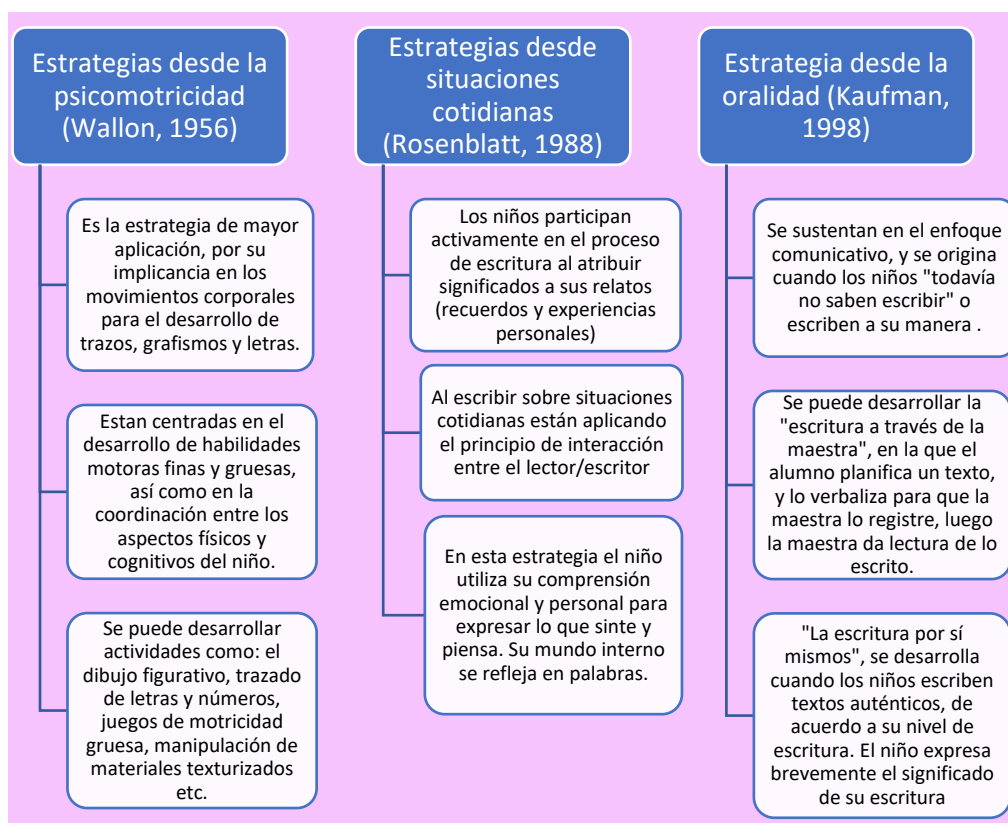 Estrategias desde la
psicomotricidad
(Wallon, 1956)
Es la estrategia de mayor
aplicación, por su
implicancia en los
movimientos corporales
para el desarrollo de
trazos, grafismos y letras.
Estan centradas en el
desarrollo de habilidades
motoras finas y gruesas,
así como en la
coordinación entre los
aspectos físicos y
cognitivos del niño.
Se puede desarrollar
actividades como: el
dibujo figurativo, trazado
de letras y números,
juegos de motricidad
gruesa, manipulación de
materiales texturizados
etc.
Estrategias desde
situaciones
cotidianas
(Rosenblatt, 1988)
Los niños participan
activamente en el proceso
de escritura al atribuir
significados a sus relatos
(recuerdos y experiencias
personales)
Al escribir sobre situaciones
cotidianas están aplicando
el principio de interacción
entre el lector/escritor
En esta estrategia el niño
utiliza su comprensión
emocional y personal para
expresar lo que sinte y
piensa. Su mundo interno
se refleja en palabras.
Estrategia desde la
oralidad (Kaufman,
1998)
Se sustentan en el enfoque
comunicativo, y se origina
cuando los niños "todavía
no saben escribir" o
escriben a su manera .
Se puede desarrollar la
"escritura a través de la
maestra", en la que el
alumno planifica un texto,
y lo verbaliza para que la
maestra lo registre, luego
la maestra da lectura de lo
escrito.
"La escritura por sí
mismos", se desarrolla
cuando los niños escriben
textos auténticos, de
acuerdo a su nivel de
escritura. El niño expresa
brevemente el significado
de su escritura